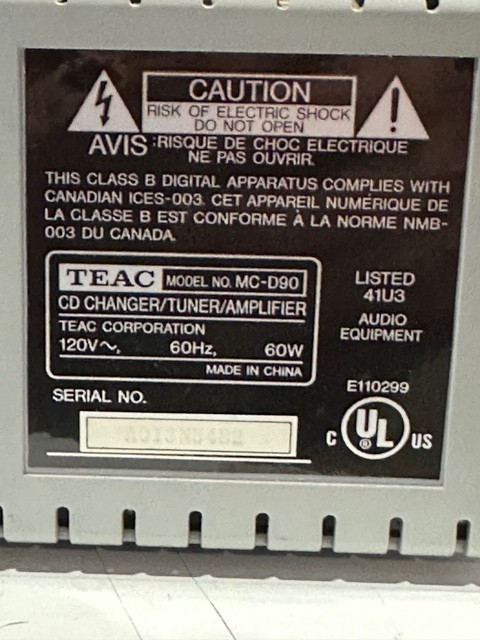 CAUTION
RISK OF ELECTRIC SHOCK
DO NOT OPEN
AVIS :RISQUE DE CHOC ELECTRIQUE
NE PAS OUVRIR.
THIS CLASS B DIGITAL APPARATUS COMPLIES WITH
CANADIAN ICES-003. CET APPAREIL NUMÉRIQUE DE
LA CLASSE B EST CONFORME À LA NORME NMB-
003 DU CANADA.
TEAC MODEL NO. MC-D90
CD CHANGER/TUNER/AMPLIFIER
TEAC CORPORATION
120V~, 60Hz, 60W
MADE IN CHINA
LISTED
41U3
AUDIO
EQUIPMENT
E110299
C UL ® US
SERIAL NO.